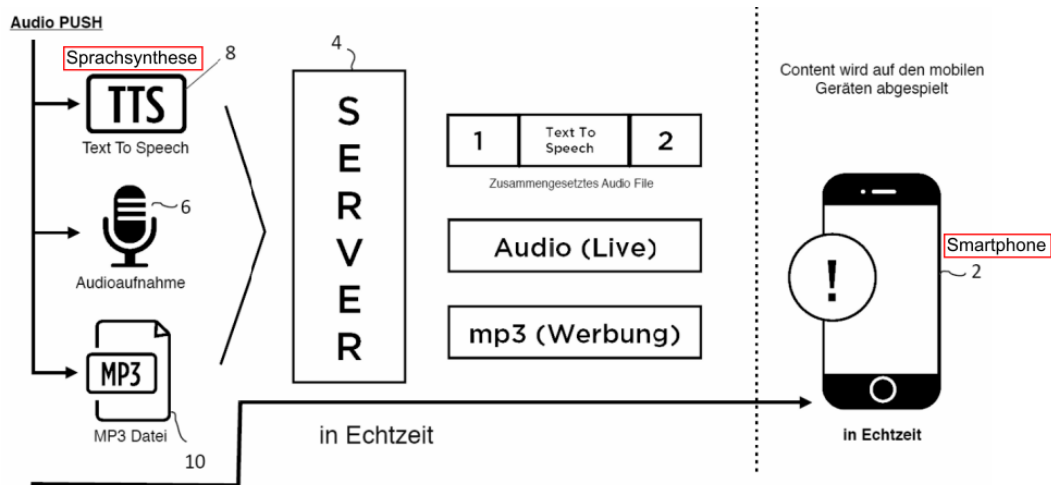 Audio PUSH
Sprachsynthese
8
TTS
Text To Speech
6
Audioaufnahme
MP3
MP3 Datei
10
4
SERVER
1
Text To
Speech
2
Zusammengesetztes Audio File
Audio (Live)
mp3 (Werbung)
in Echtzeit
Content wird auf den mobilen
Geräten abgespielt
!
Smartphone
2
in Echtzeit